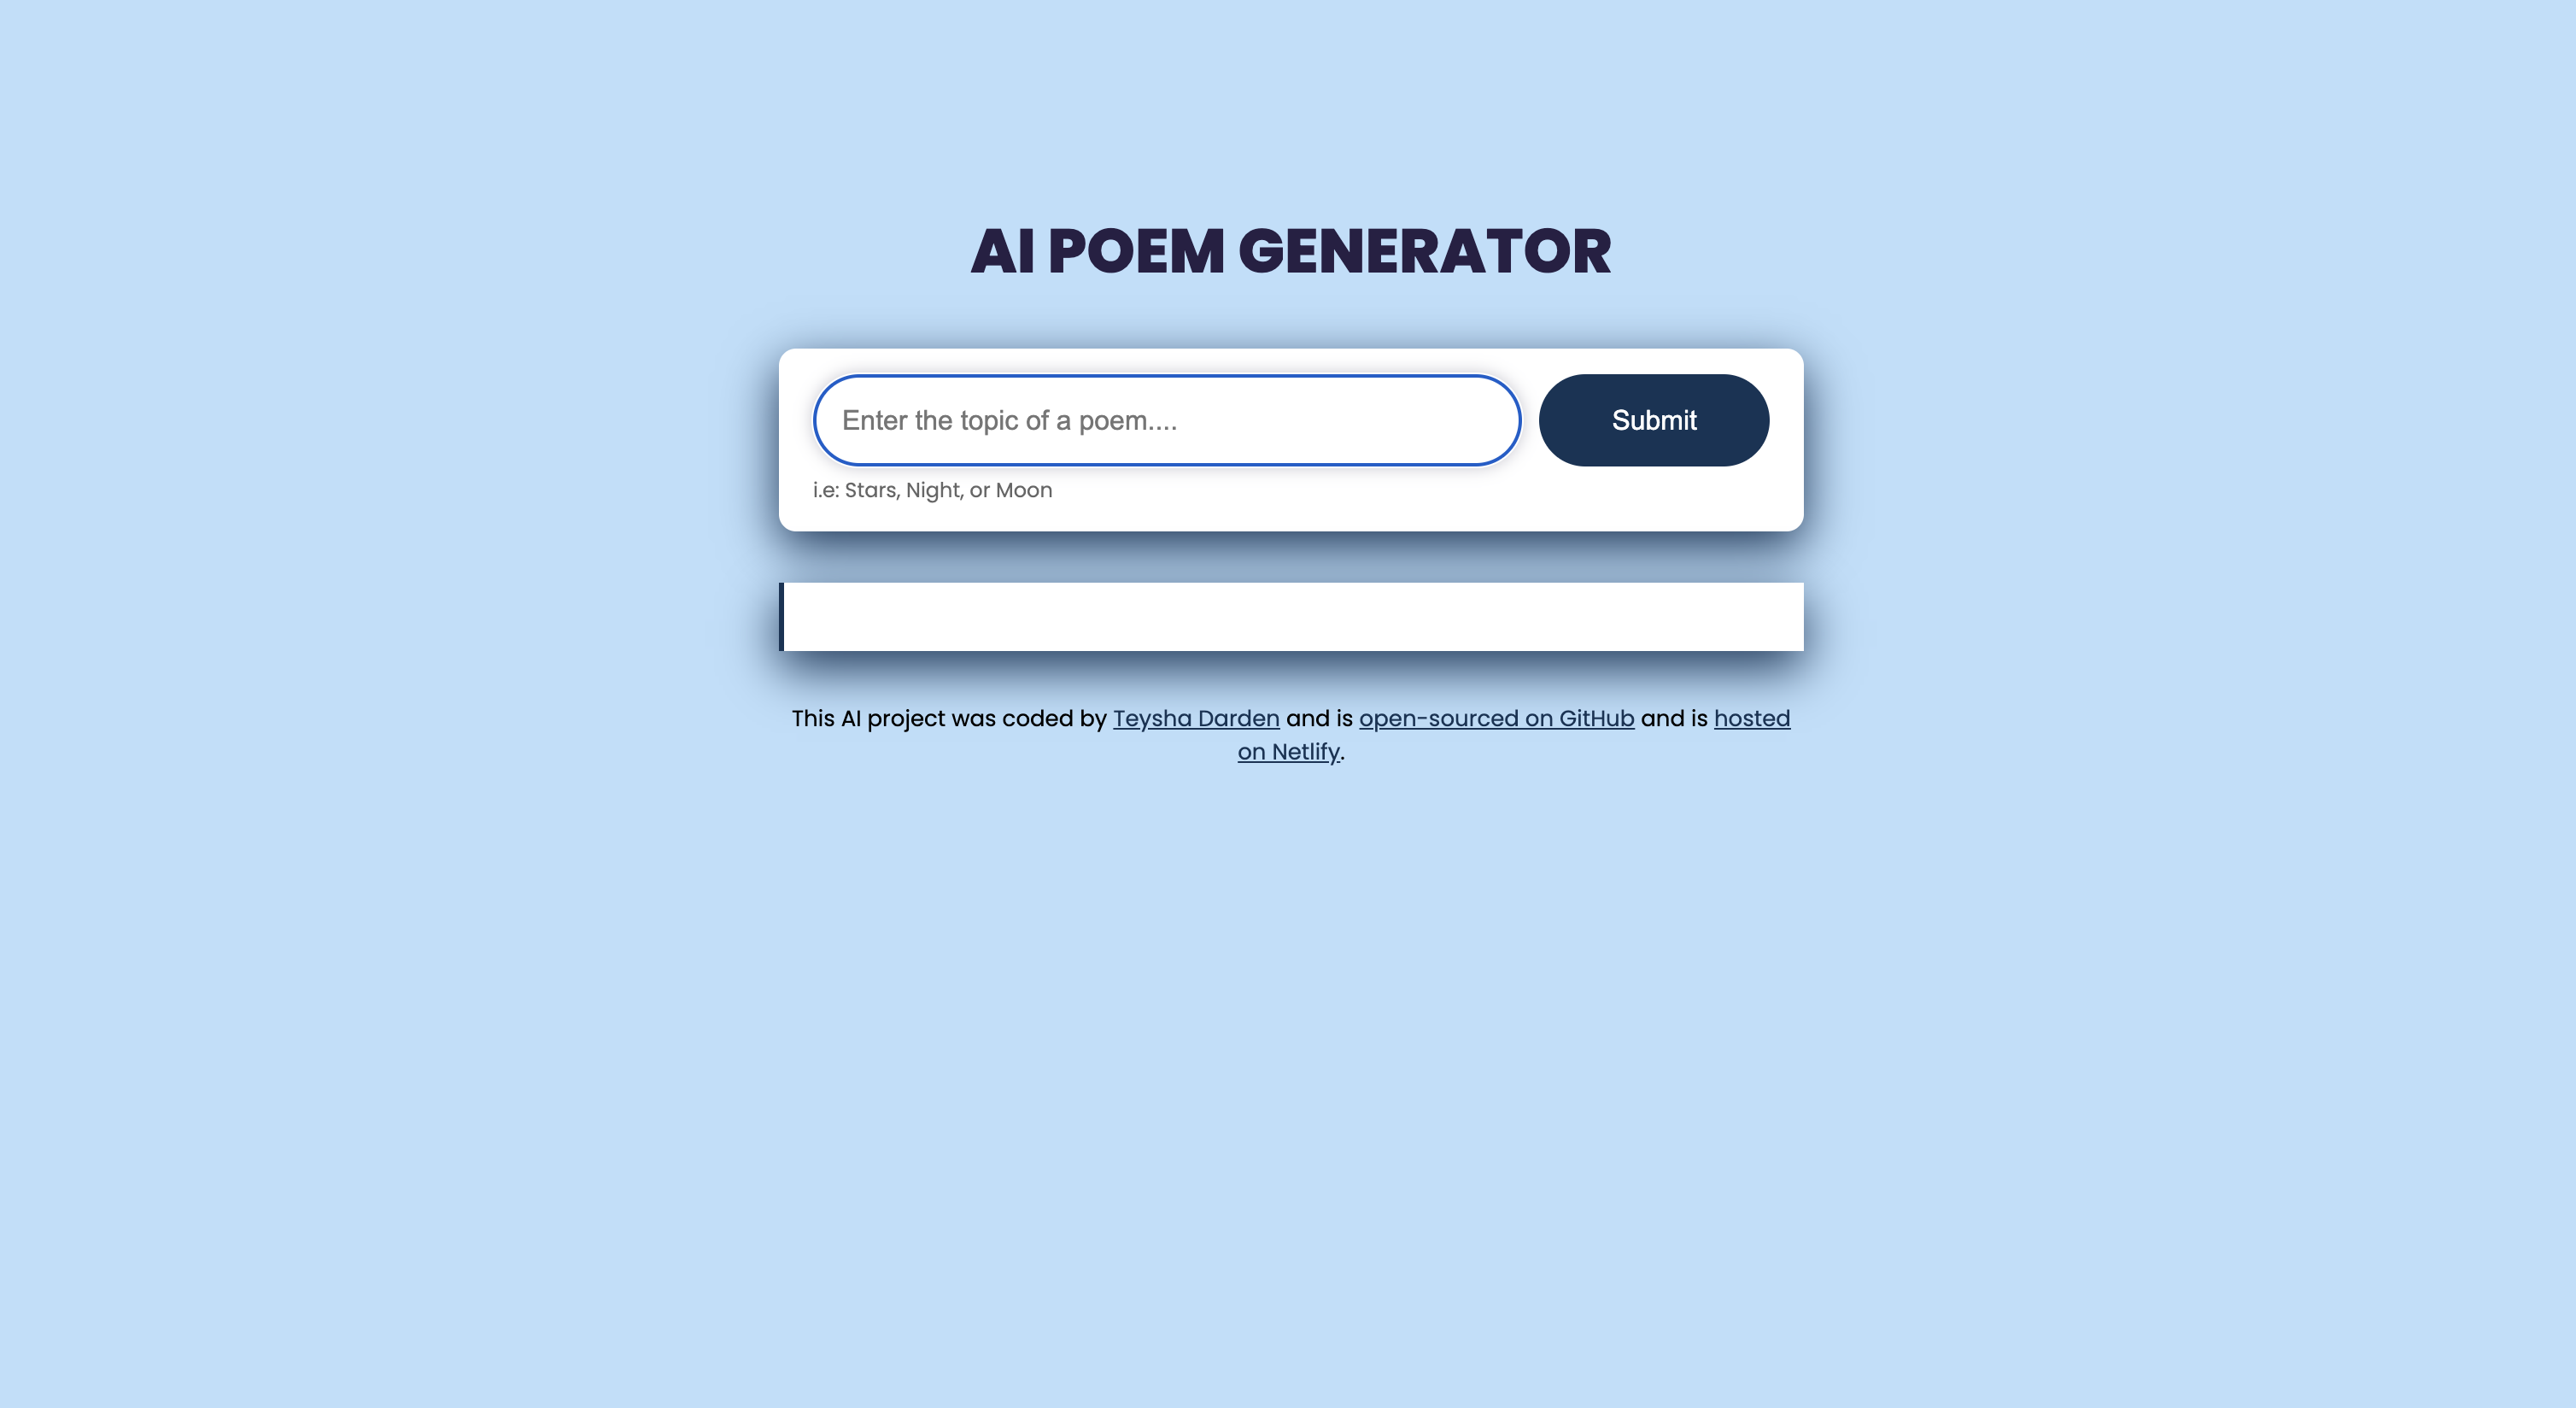 AI POEM GENERATOR
Enter the topic of a poem....
Submit
i.e: Stars, Night, or Moon
This AI project was coded by Teysha Darden and is open-sourced on GitHub and is hosted
on Netlify.